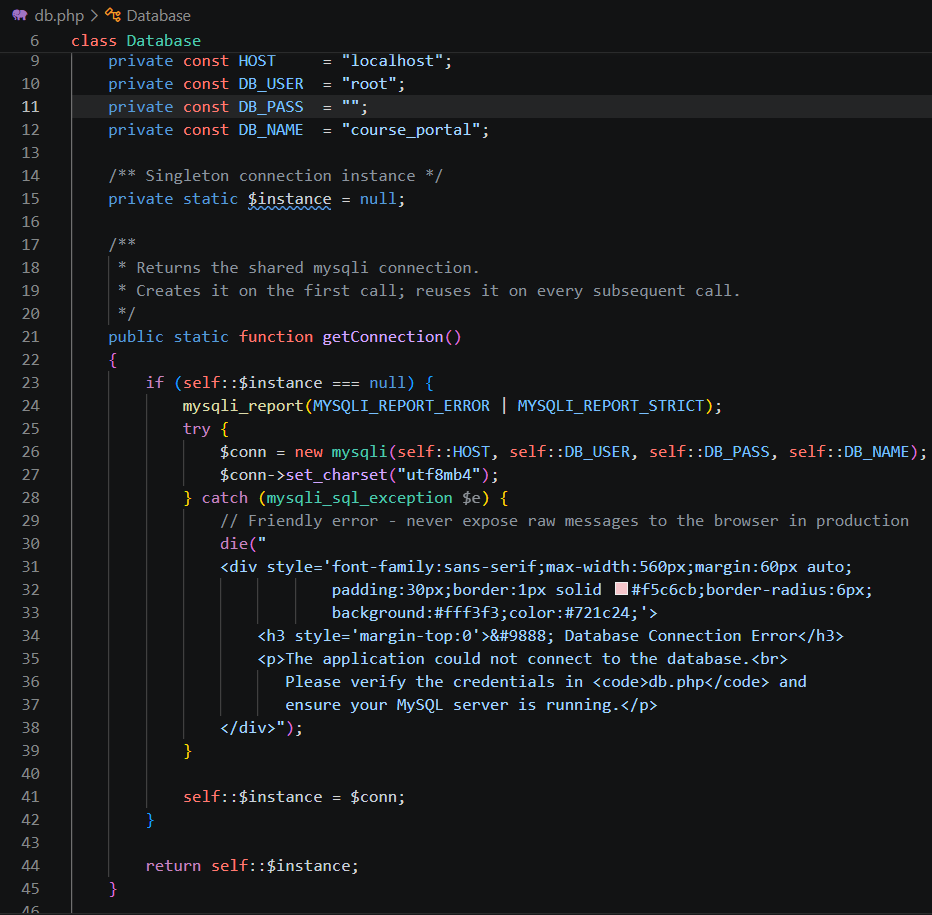 db.php > Database
6 class Database
9 private const HOST     = "localhost";
10 private const DB_USER  = "root";
11 private const DB_PASS  = "";
12 private const DB_NAME  = "course_portal";
13
14 /** Singleton connection instance */
15 private static $instance = null;
16
17 /**
18  * Returns the shared mysqli connection.
19  * Creates it on the first call; reuses it on every subsequent call.
20  */
21 public static function getConnection()
22 {
23 if (self::$instance === null) {
24 mysqli_report(MYSQLI_REPORT_ERROR | MYSQLI_REPORT_STRICT);
25 try {
26 $conn = new mysqli(self::HOST, self::DB_USER, self::DB_PASS, self::DB_NAME);
27 $conn->set_charset("utf8mb4");
28 } catch (mysqli_sql_exception $e) {
29 // Friendly error - never expose raw messages to the browser in production
30 die("
31 <div style='font-family:sans-serif;max-width:560px;margin:60px auto;
32 padding:30px;border:1px solid #f5c6cb;border-radius:6px;
33 background:#fff3f3;color:#721c24;'>
34 <h3 style='margin-top:0'>&#9888; Database Connection Error</h3>
35 <p>The application could not connect to the database.<br>
36 Please verify the credentials in <code>db.php</code> and
37 ensure your MySQL server is running.</p>
38 </div>");
39 }
40
41 self::$instance = $conn;
42 }
43
44 return self::$instance;
45 }
46